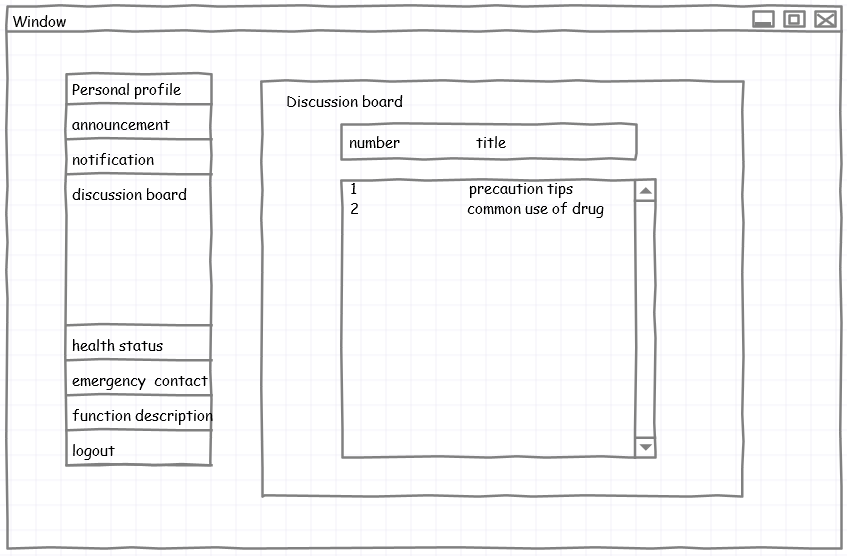 Window
Personal profile
announcement
notification
discussion board
health status
emergency contact
function description
logout
Discussion board
number title
1 precaution tips
2 common use of drug